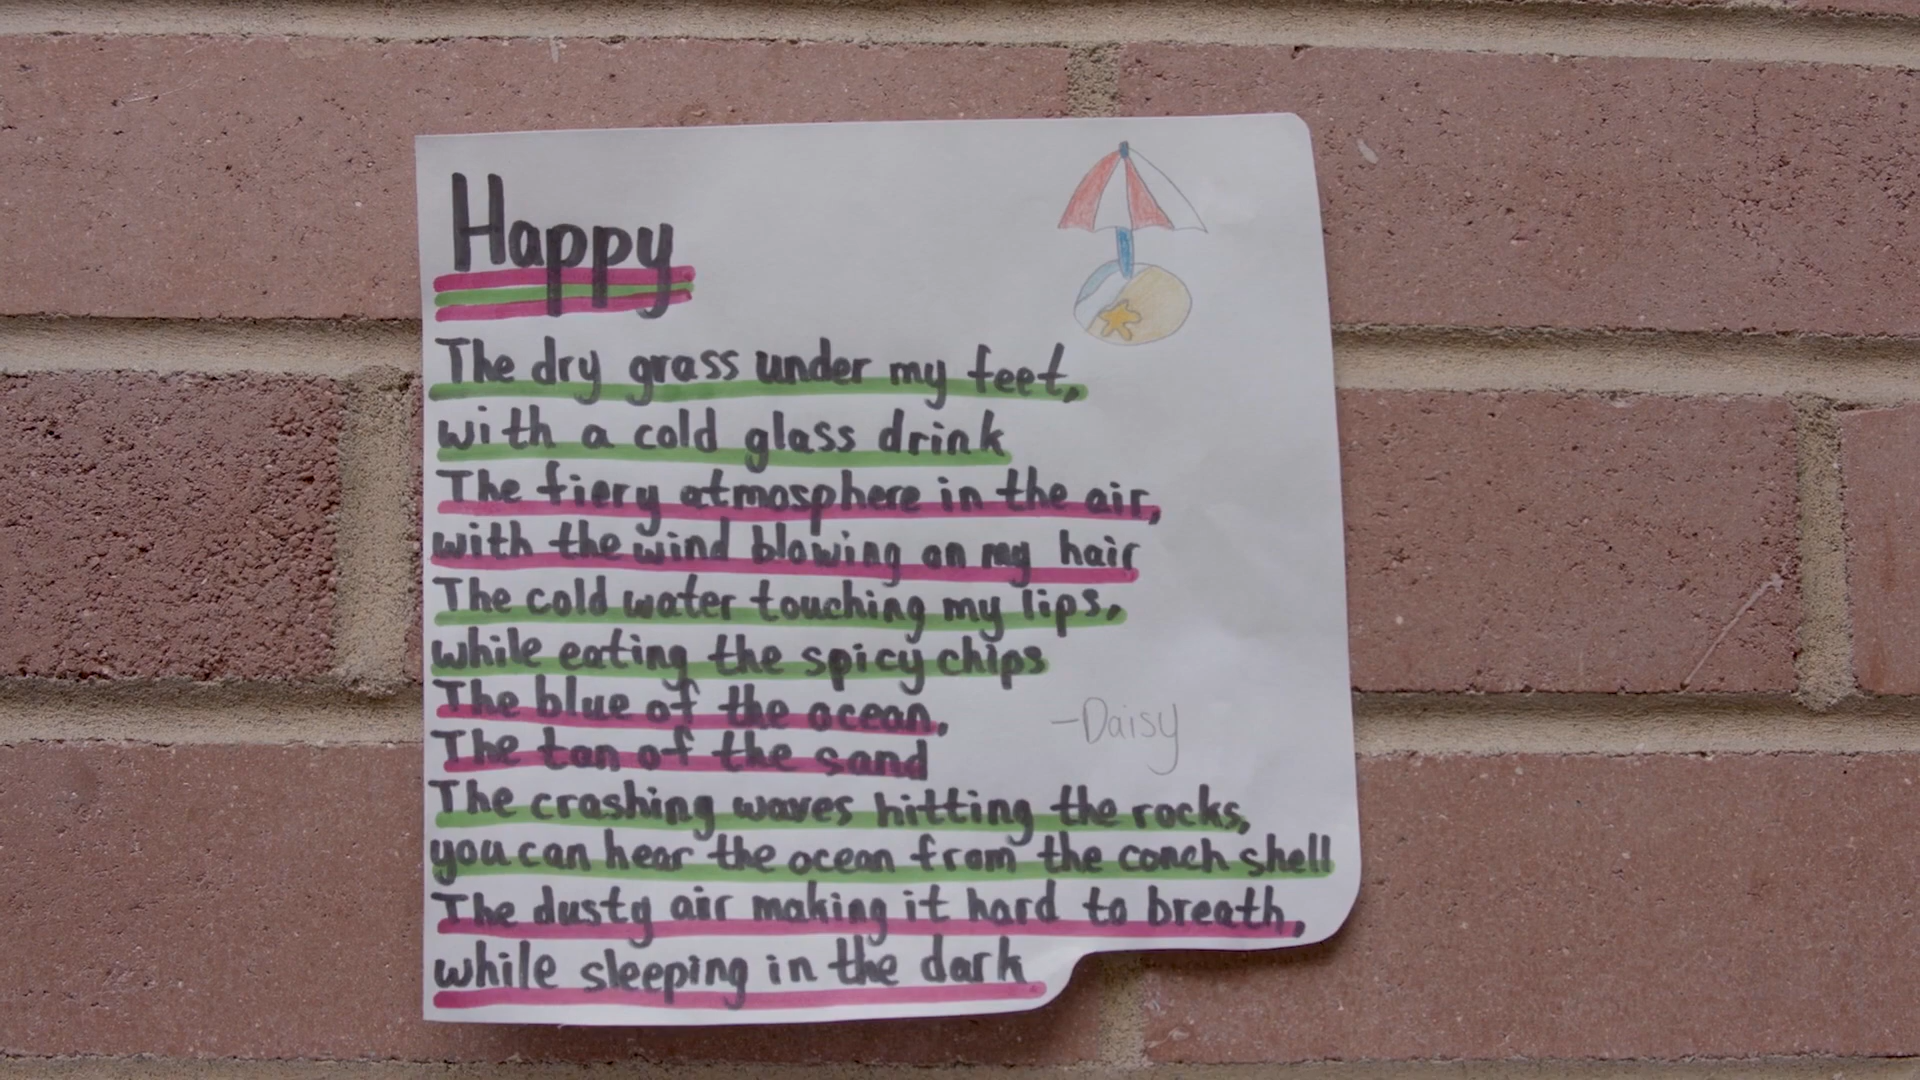 Happy
The dry grass under my feet,
with a cold glass drink
The fiery atmosphere in the air,
with the wind blowing on my hair
The cold water touching my lips,
while eating the spicy chips
The blue of the ocean,
The tan of the sand
-Daisy
The crashing waves hitting the rocks,
you can hear the ocean from the conch shell
The dusty air making it hard to breath,
while sleeping in the dark